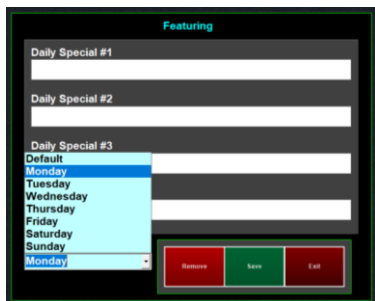 Featuring
Daily Special #1
Daily Special #2
Daily Special #3
Default
Monday
Tuesday
Wednesday
Thursday
Friday
Saturday
Sunday
Monday
Remove Save Exit